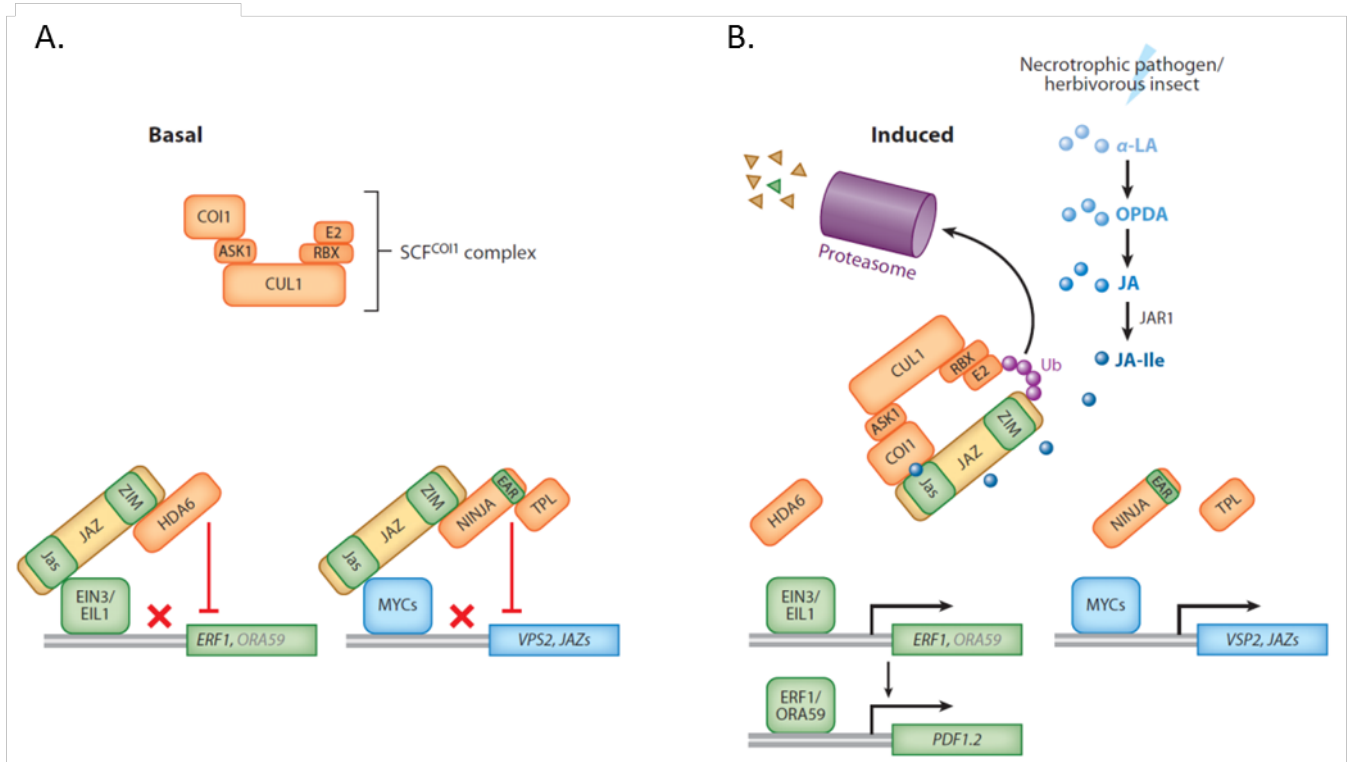 A.
Basal
COI1
ASK1
E2
RBX
CUL1
SCF^COI1 complex
ZIM
JAZ
Jas
HDA6
EIN3/
EIL1
ERF1, ORA59
ZIM
JAZ
Jas
NINJA
EAR
TPL
MYCs
VPS2, JAZs
B.
Necrotrophic pathogen/
herbivorous insect
Induced
α-LA
OPDA
JA
JAR1
JA-Ile
Proteasome
CUL1
RBX
E2
Ub
ASK1
COI1
ZIM
JAZ
Jas
HDA6
NINJA
EAR
TPL
EIN3/
EIL1
ERF1, ORA59
MYCs
VSP2, JAZs
ERF1/
ORA59
PDF1.2